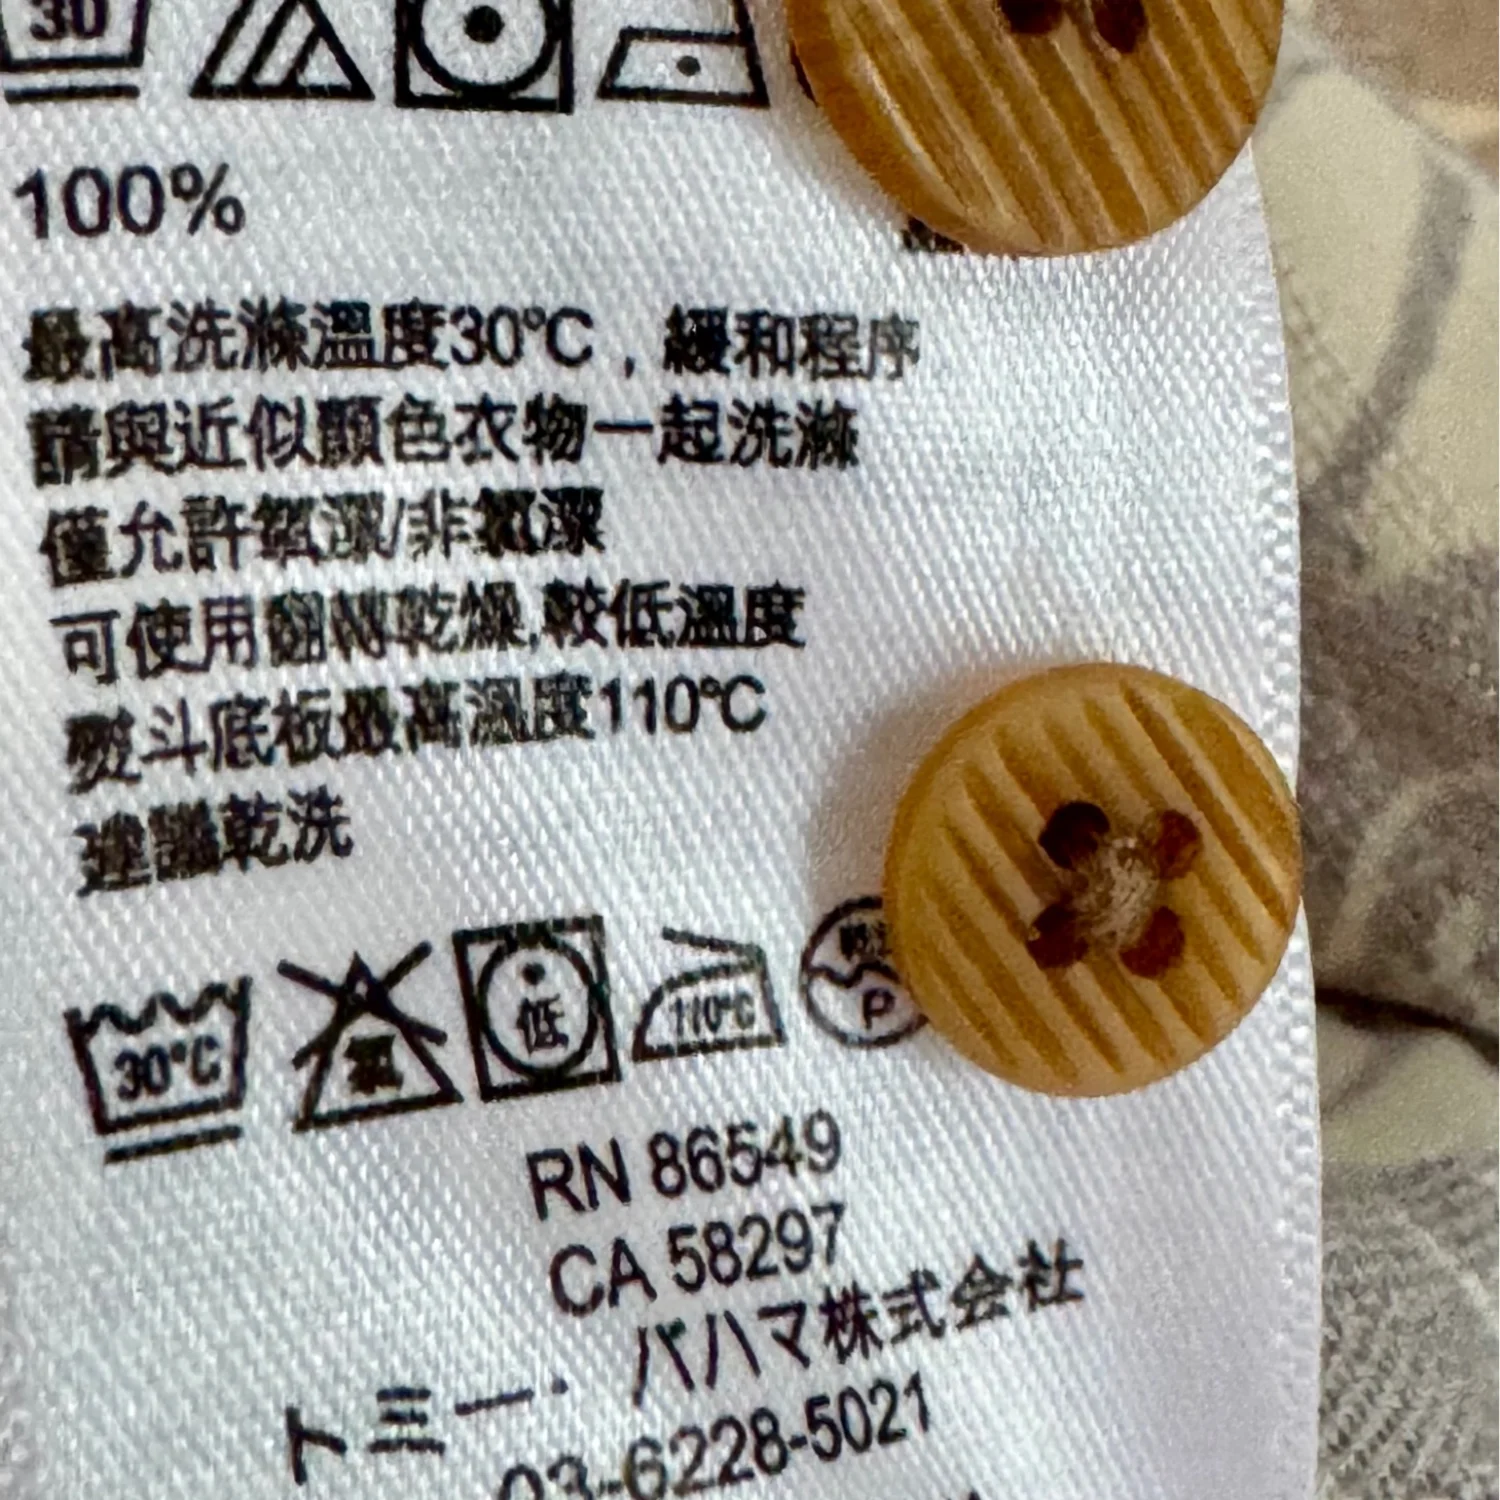 30
100%
最高洗滌溫度30℃，緩和程序
請與近似顏色衣物一起洗滌
僅允許氧漂/非氯漂
可使用翻轉乾燥,較低溫度
熨斗底板最高溫度110℃
建議乾洗
30℃
氯
低
110℃
P
RN 86549
CA 58297
トミー・バハマ株式会社
03-6228-5021